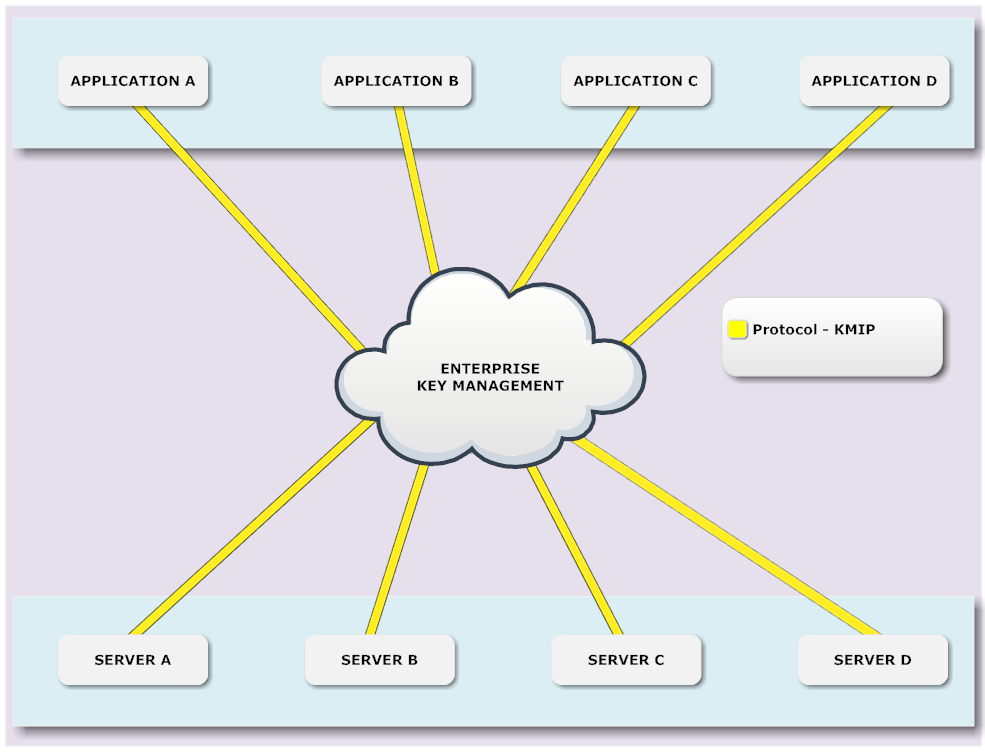 APPLICATION A
APPLICATION B
APPLICATION C
APPLICATION D
ENTERPRISE
KEY MANAGEMENT
Protocol - KMIP
SERVER A
SERVER B
SERVER C
SERVER D